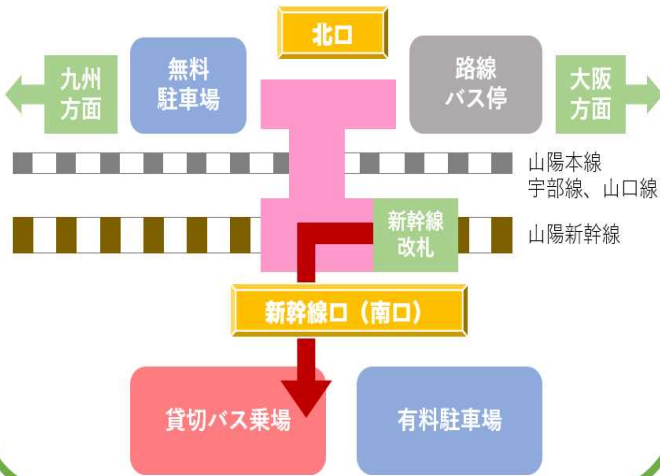 北口
九州
方面
無料
駐車場
路線
バス停
大阪
方面
山陽本線
宇部線、山口線
新幹線
改札
山陽新幹線
新幹線口（南口）
貸切バス乗場
有料駐車場